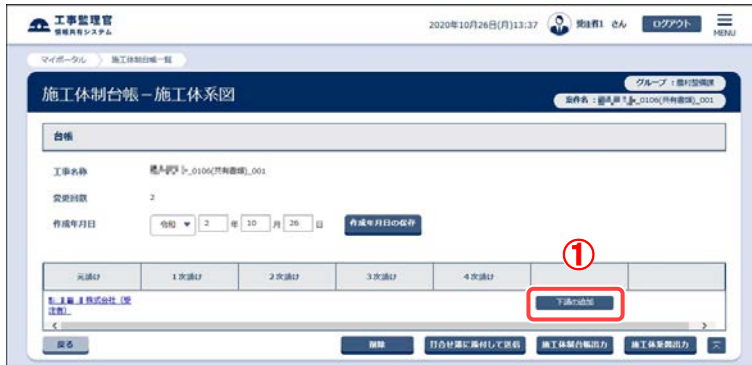 工事監理官
情報共有システム
2020年10月26日(月)13:37
受注者1 さん
ログアウト
MENU
マイポータル
施工体制台帳一覧
施工体制台帳-施工体系図
グループ：農村整備課
案件名：
_0106(共有書類)_001
台帳
工事名称
_0106(共有書類)_001
変更回数
2
作成年月日
令和 2 年 10 月 26 日
作成年月日の保存
①
元請け 1次請け 2次請け 3次請け 4次請け
株式会社（受
注者）
下請の追加
戻る
削除
打合せ簿に添付して送信
施工体制台帳出力
施工体系図出力